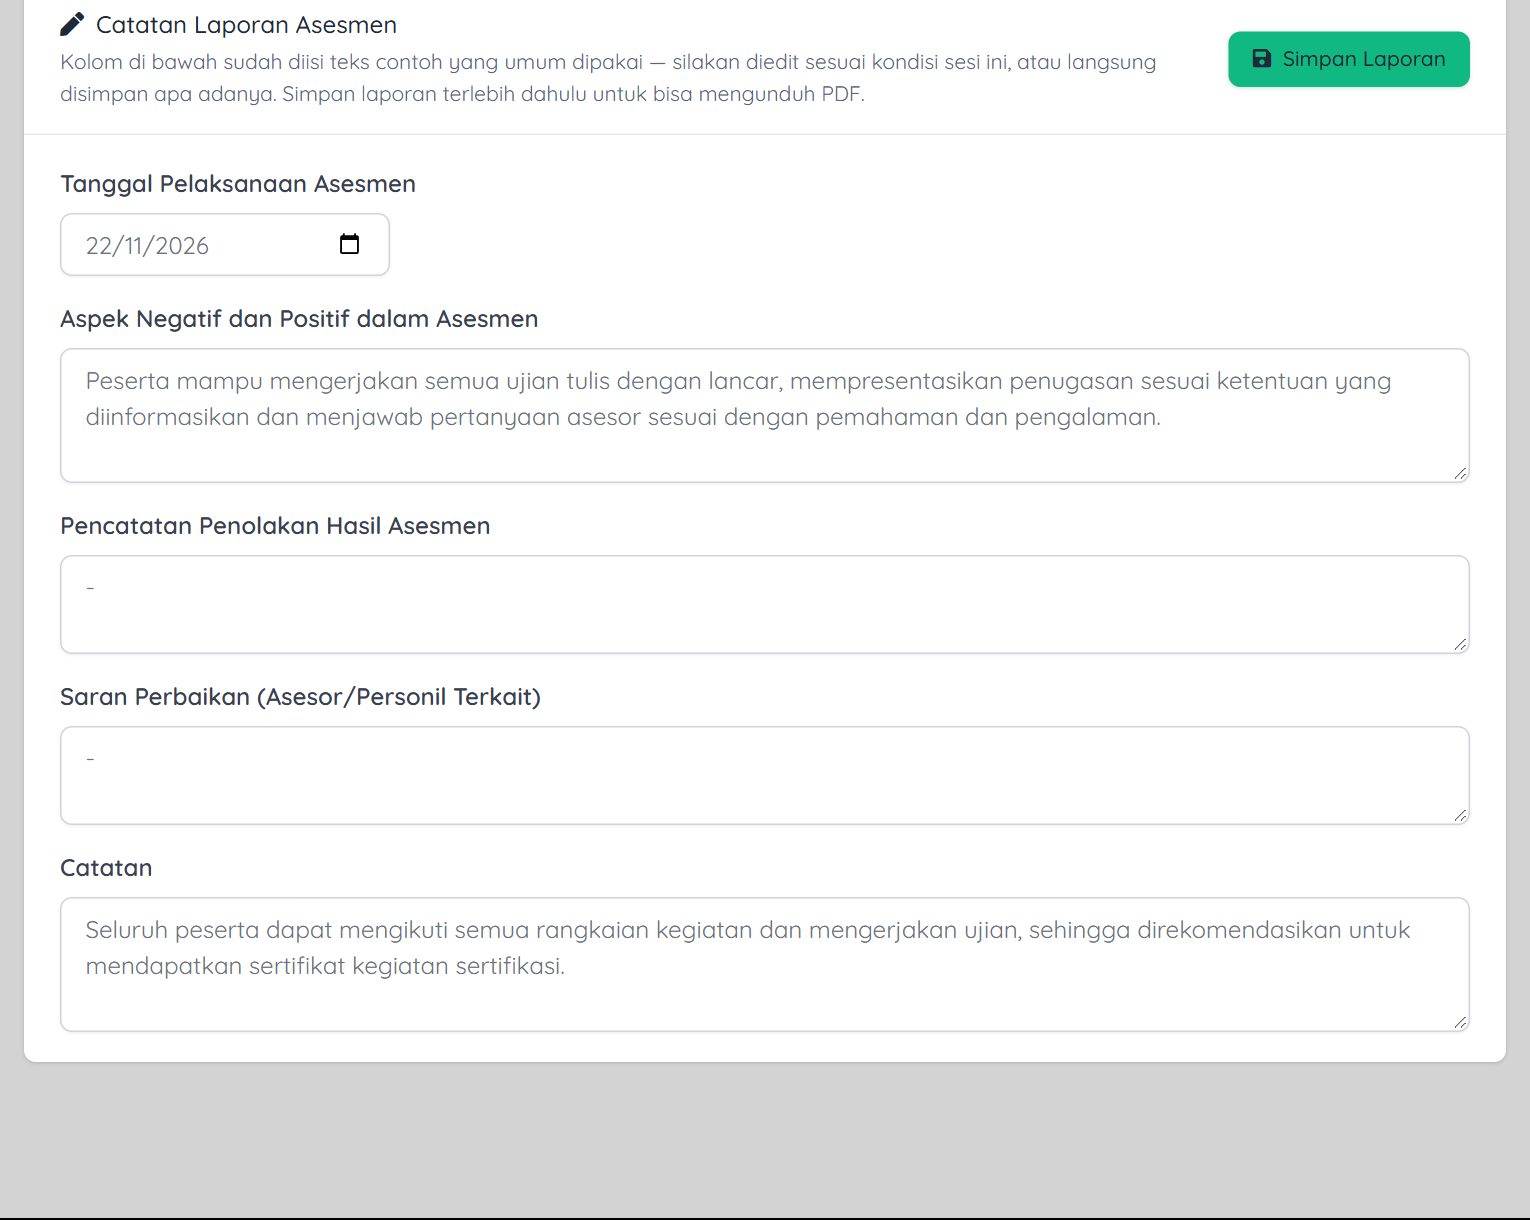 Catatan Laporan Asesmen
Kolom di bawah sudah diisi teks contoh yang umum dipakai — silakan diedit sesuai kondisi sesi ini, atau langsung
disimpan apa adanya. Simpan laporan terlebih dahulu untuk bisa mengunduh PDF.
Simpan Laporan
Tanggal Pelaksanaan Asesmen
22/11/2026
Aspek Negatif dan Positif dalam Asesmen
Peserta mampu mengerjakan semua ujian tulis dengan lancar, mempresentasikan penugasan sesuai ketentuan yang
diinformasikan dan menjawab pertanyaan asesor sesuai dengan pemahaman dan pengalaman.
Pencatatan Penolakan Hasil Asesmen
-
Saran Perbaikan (Asesor/Personil Terkait)
-
Catatan
Seluruh peserta dapat mengikuti semua rangkaian kegiatan dan mengerjakan ujian, sehingga direkomendasikan untuk
mendapatkan sertifikat kegiatan sertifikasi.